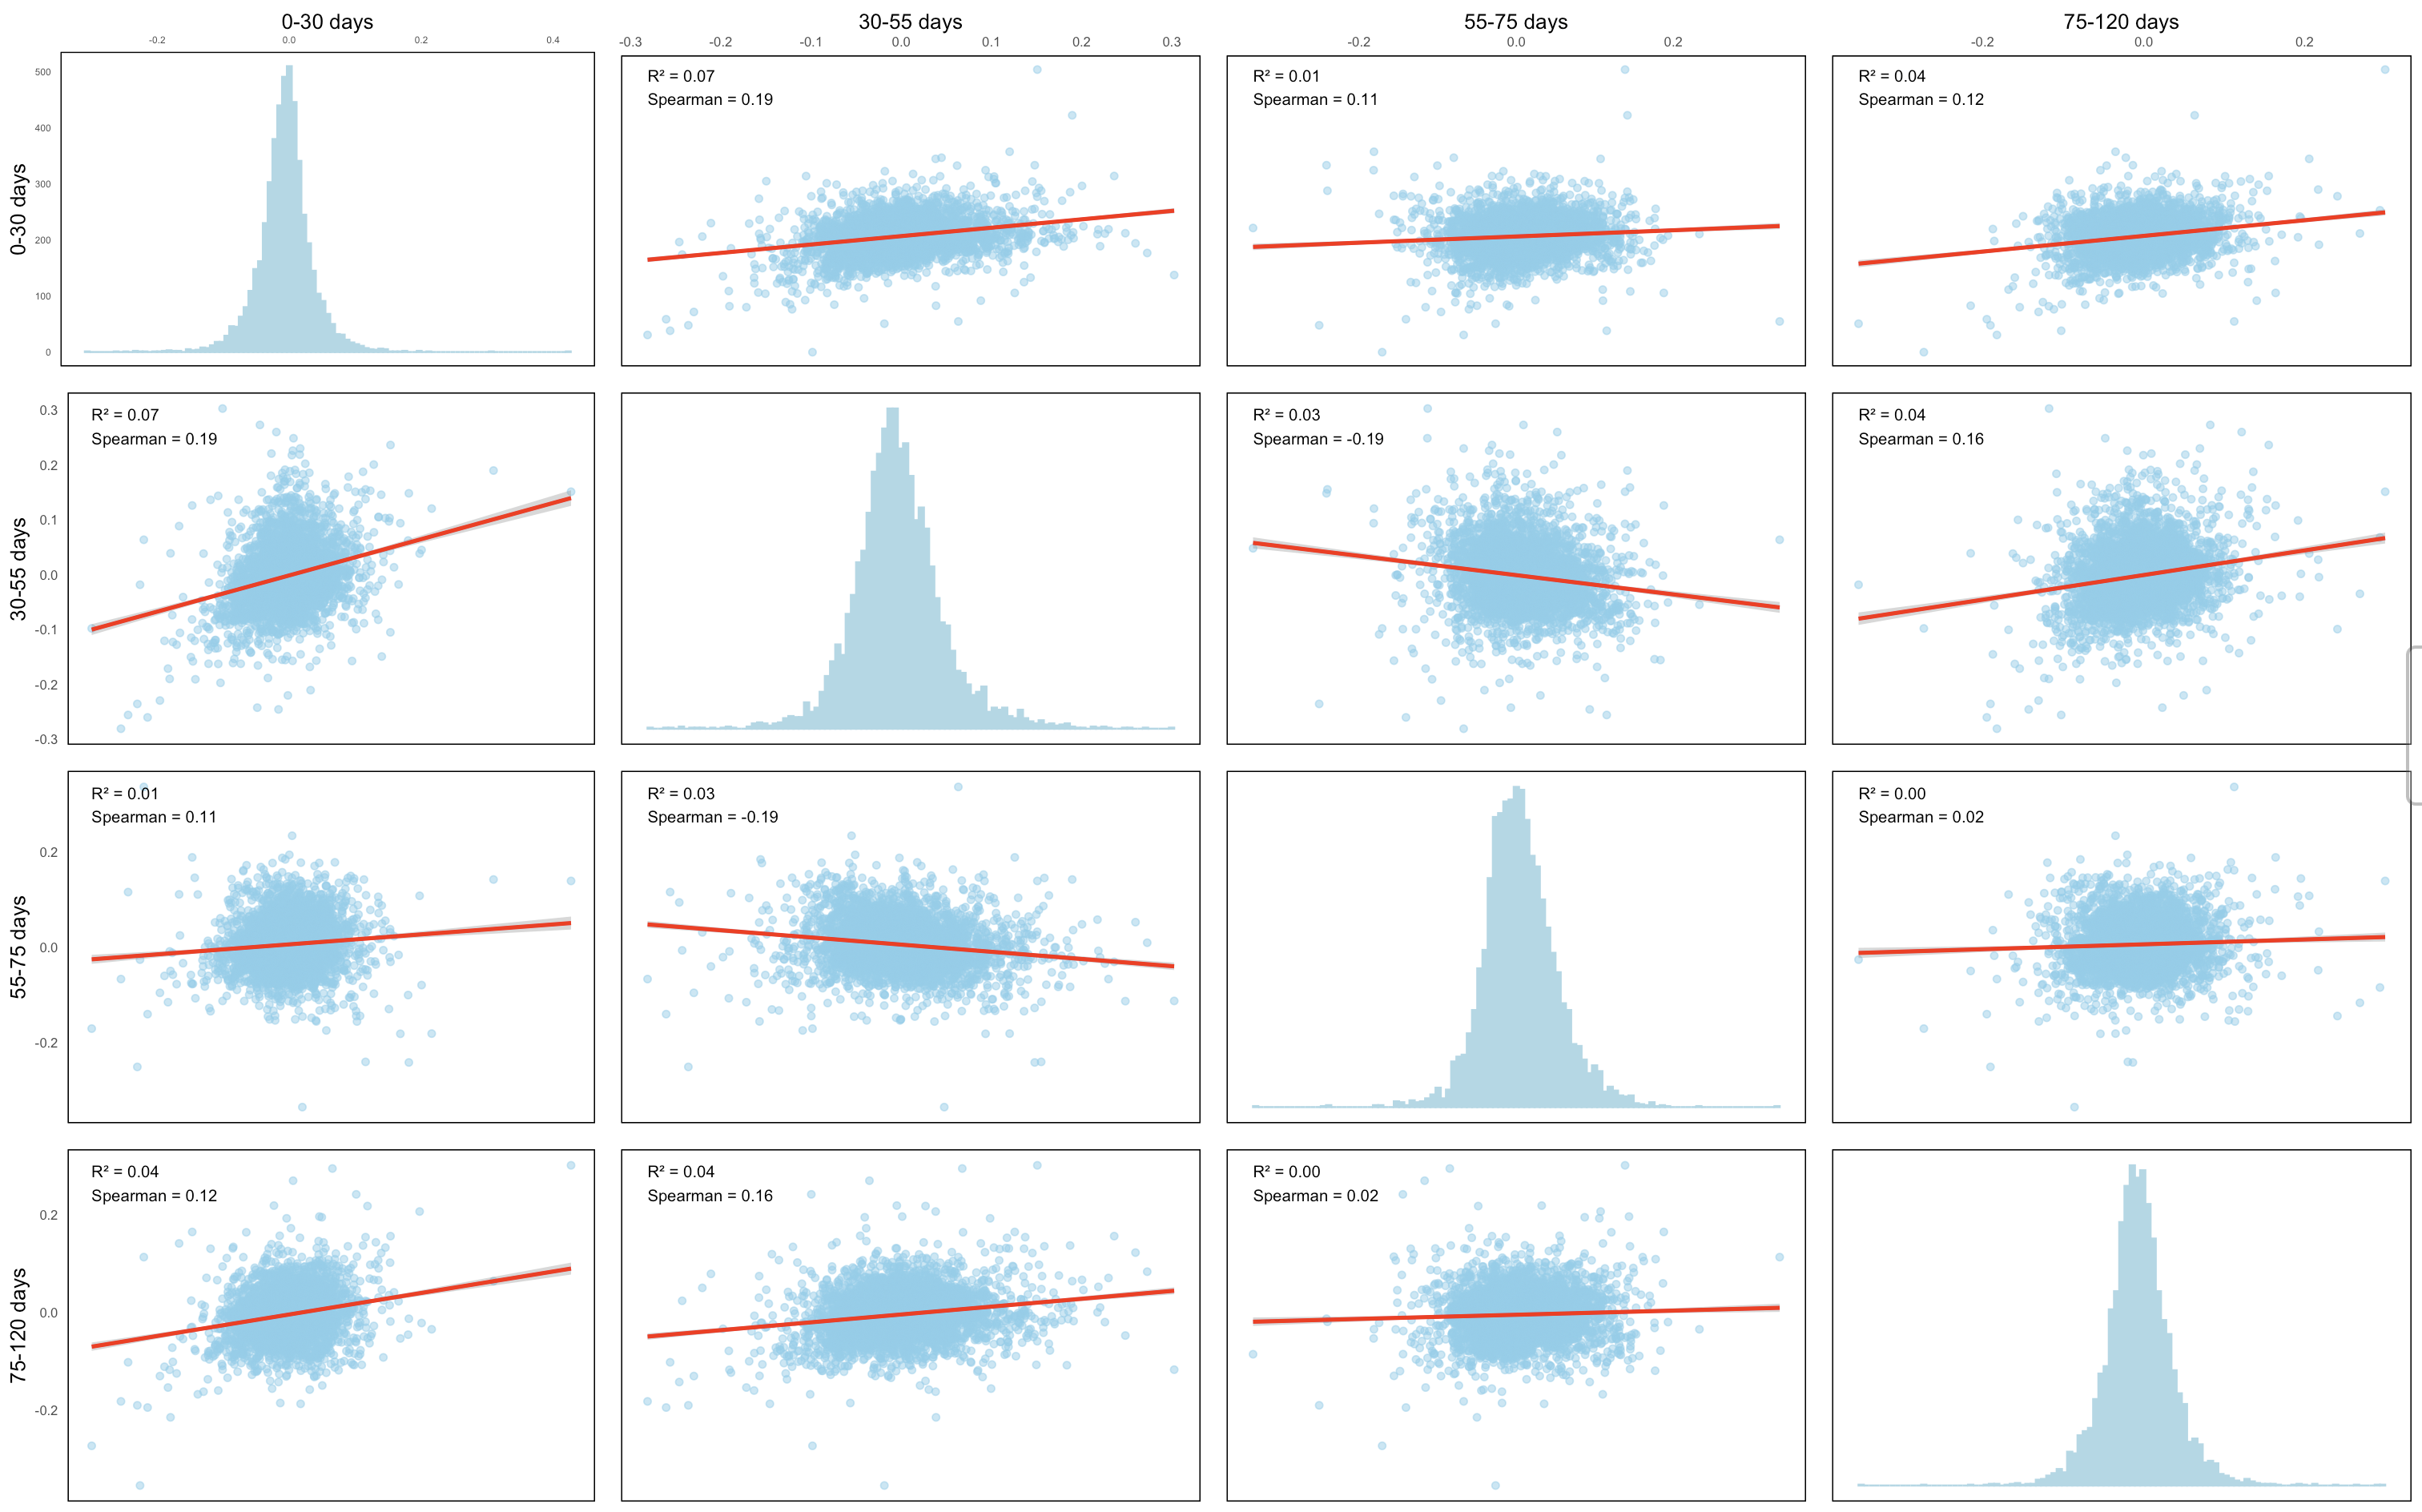 0-30 days
30-55 days
55-75 days
75-120 days
-0.2 0.0 0.2 0.4
-0.3 -0.2 -0.1 0.0 0.1 0.2 0.3
-0.2 0.0 0.2
-0.2 0.0 0.2
0-30 days
500
400
300
200
100
0
R² = 0.07
Spearman = 0.19
R² = 0.01
Spearman = 0.11
R² = 0.04
Spearman = 0.12
30-55 days
0.3
0.2
0.1
0.0
-0.1
-0.2
-0.3
R² = 0.07
Spearman = 0.19
R² = 0.03
Spearman = -0.19
R² = 0.04
Spearman = 0.16
55-75 days
0.2
0.0
-0.2
R² = 0.01
Spearman = 0.11
R² = 0.03
Spearman = -0.19
R² = 0.00
Spearman = 0.02
75-120 days
0.2
0.0
-0.2
R² = 0.04
Spearman = 0.12
R² = 0.04
Spearman = 0.16
R² = 0.00
Spearman = 0.02